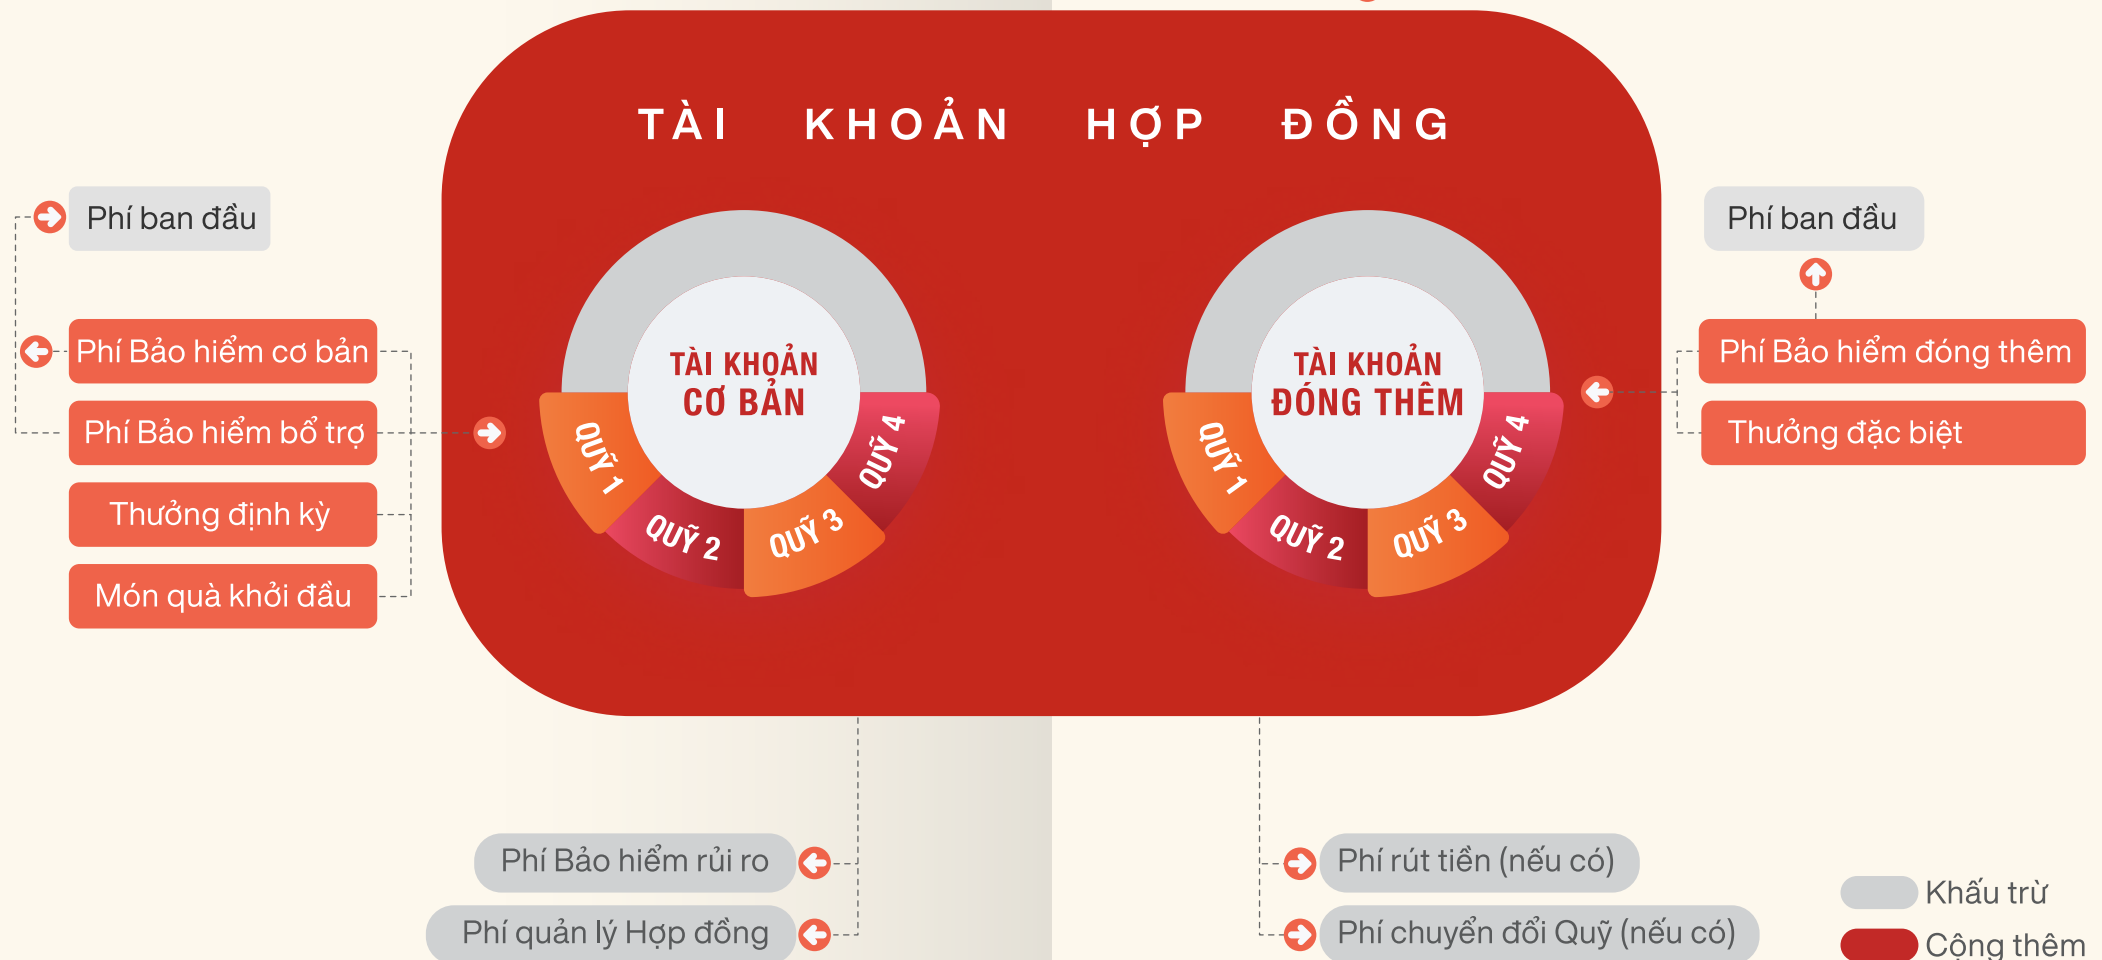 TÀI KHOẢN HỢP ĐỒNG
Phí ban đầu
Phí Bảo hiểm cơ bản
Phí Bảo hiểm bổ trợ
Thưởng định kỳ
Món quà khởi đầu
TÀI KHOẢN
CƠ BẢN
QUỸ 1
QUỸ 2
QUỸ 3
QUỸ 4
TÀI KHOẢN
ĐÓNG THÊM
QUỸ 1
QUỸ 2
QUỸ 3
QUỸ 4
Phí ban đầu
Phí Bảo hiểm đóng thêm
Thưởng đặc biệt
Phí Bảo hiểm rủi ro
Phí quản lý Hợp đồng
Phí rút tiền (nếu có)
Phí chuyển đổi Quỹ (nếu có)
Khấu trừ
Cộng thêm